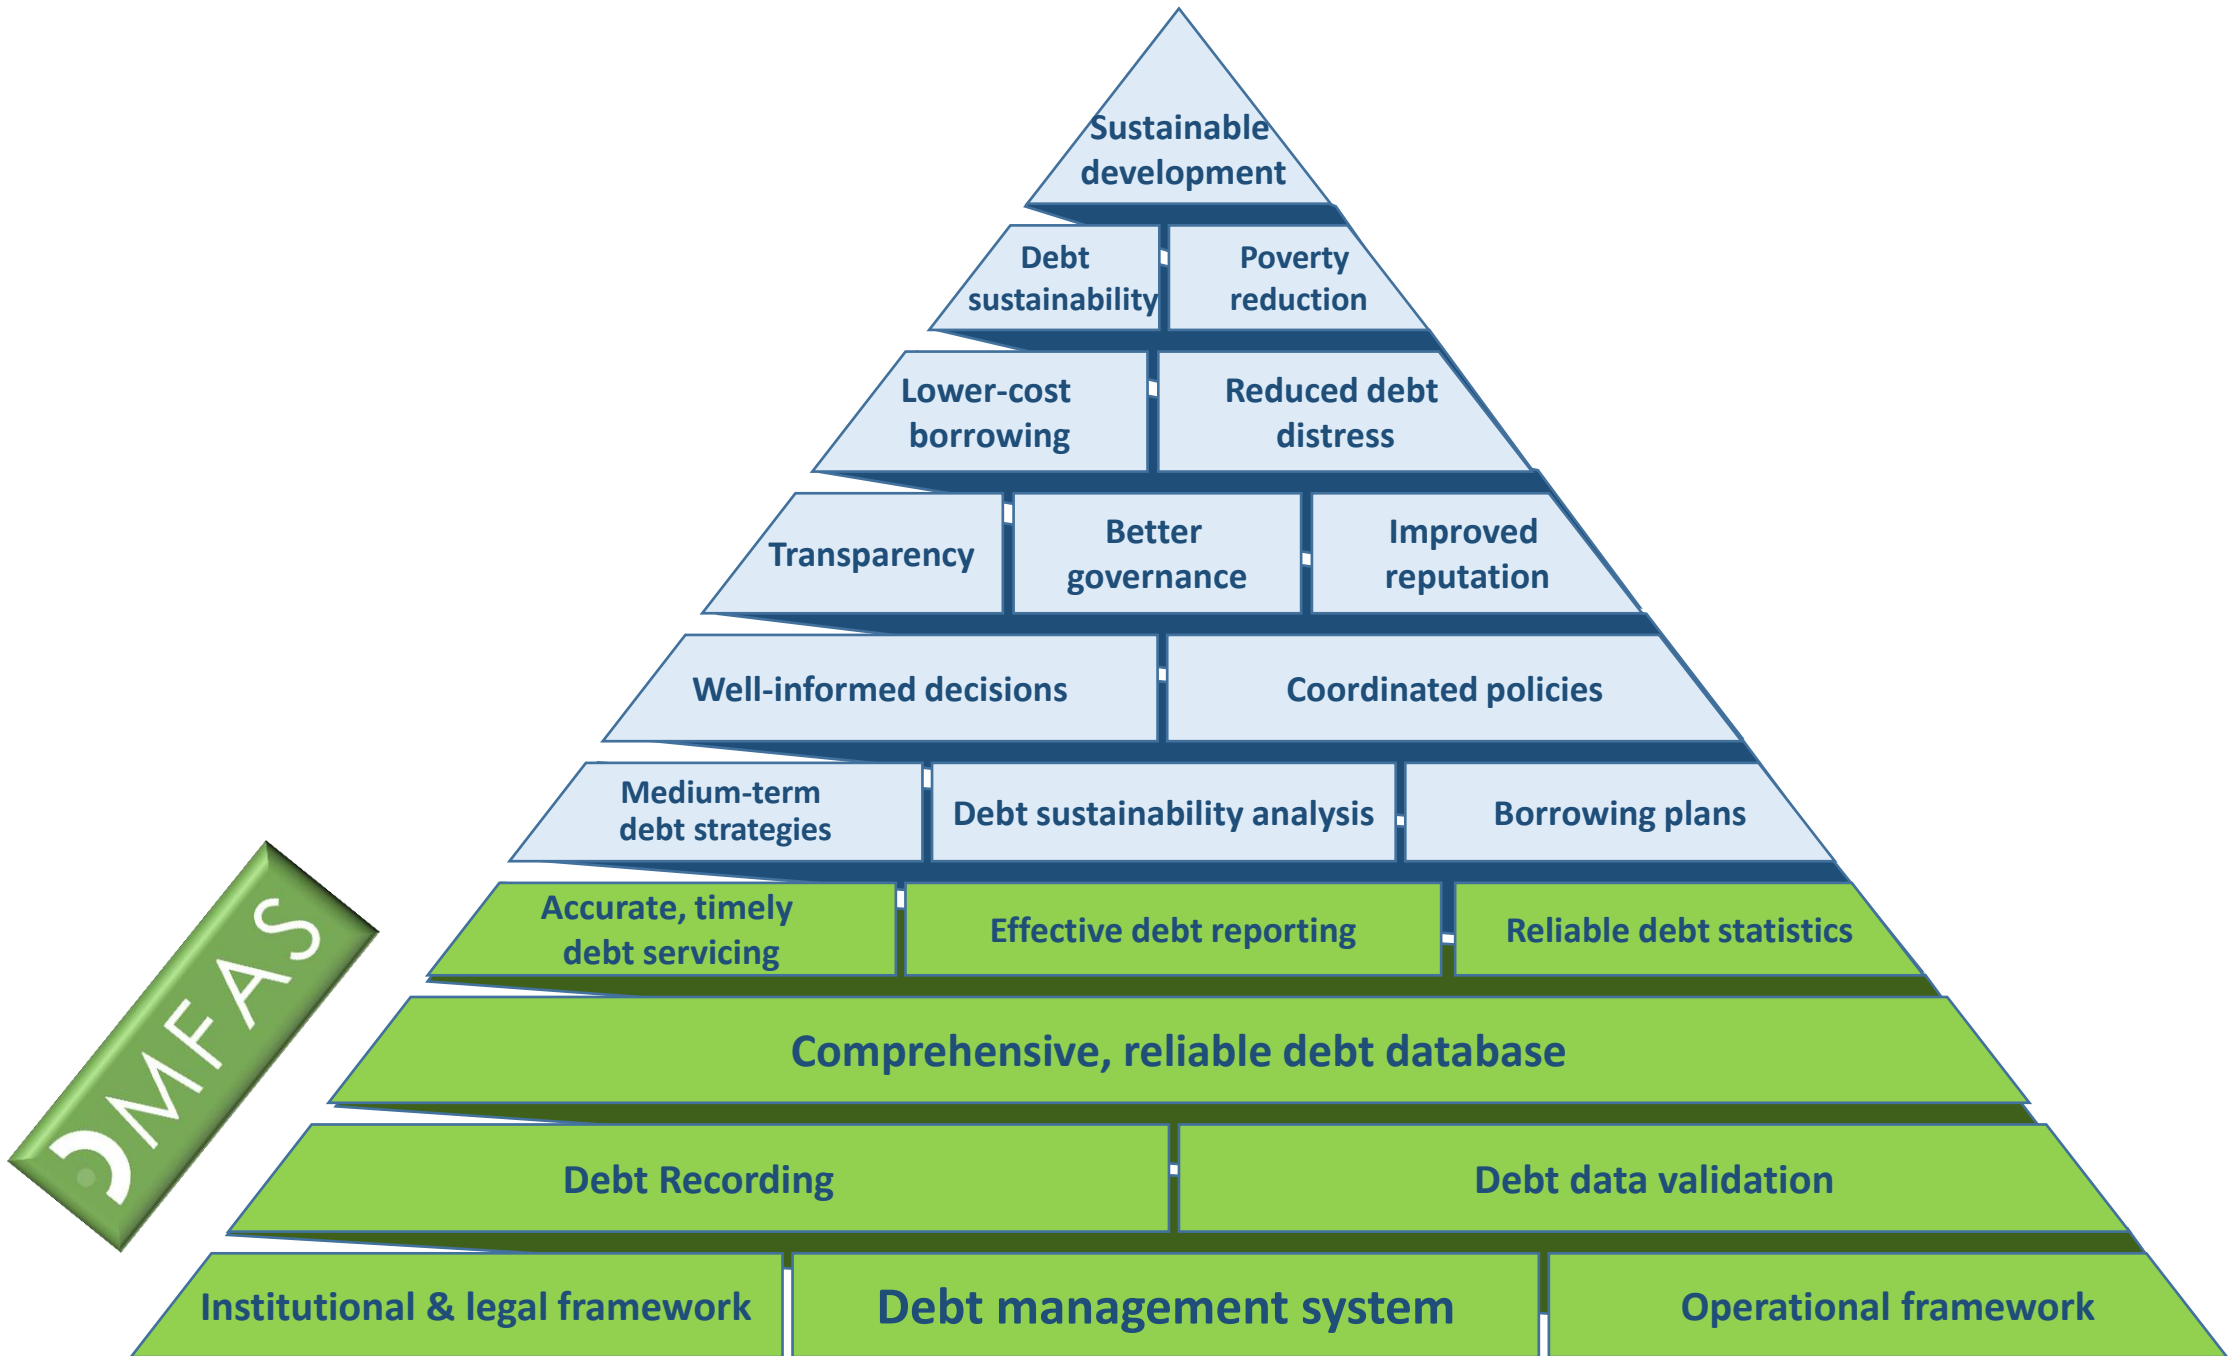 Sustainable
development
Debt
sustainability
Poverty
reduction
Lower-cost
borrowing
Reduced debt
distress
Transparency
Better
governance
Improved
reputation
Well-informed decisions
Coordinated policies
Medium-term
debt strategies
Debt sustainability analysis
Borrowing plans
Accurate, timely
debt servicing
Effective debt reporting
Reliable debt statistics
DMFAS
Comprehensive, reliable debt database
Debt Recording
Debt data validation
Institutional & legal framework
Debt management system
Operational framework